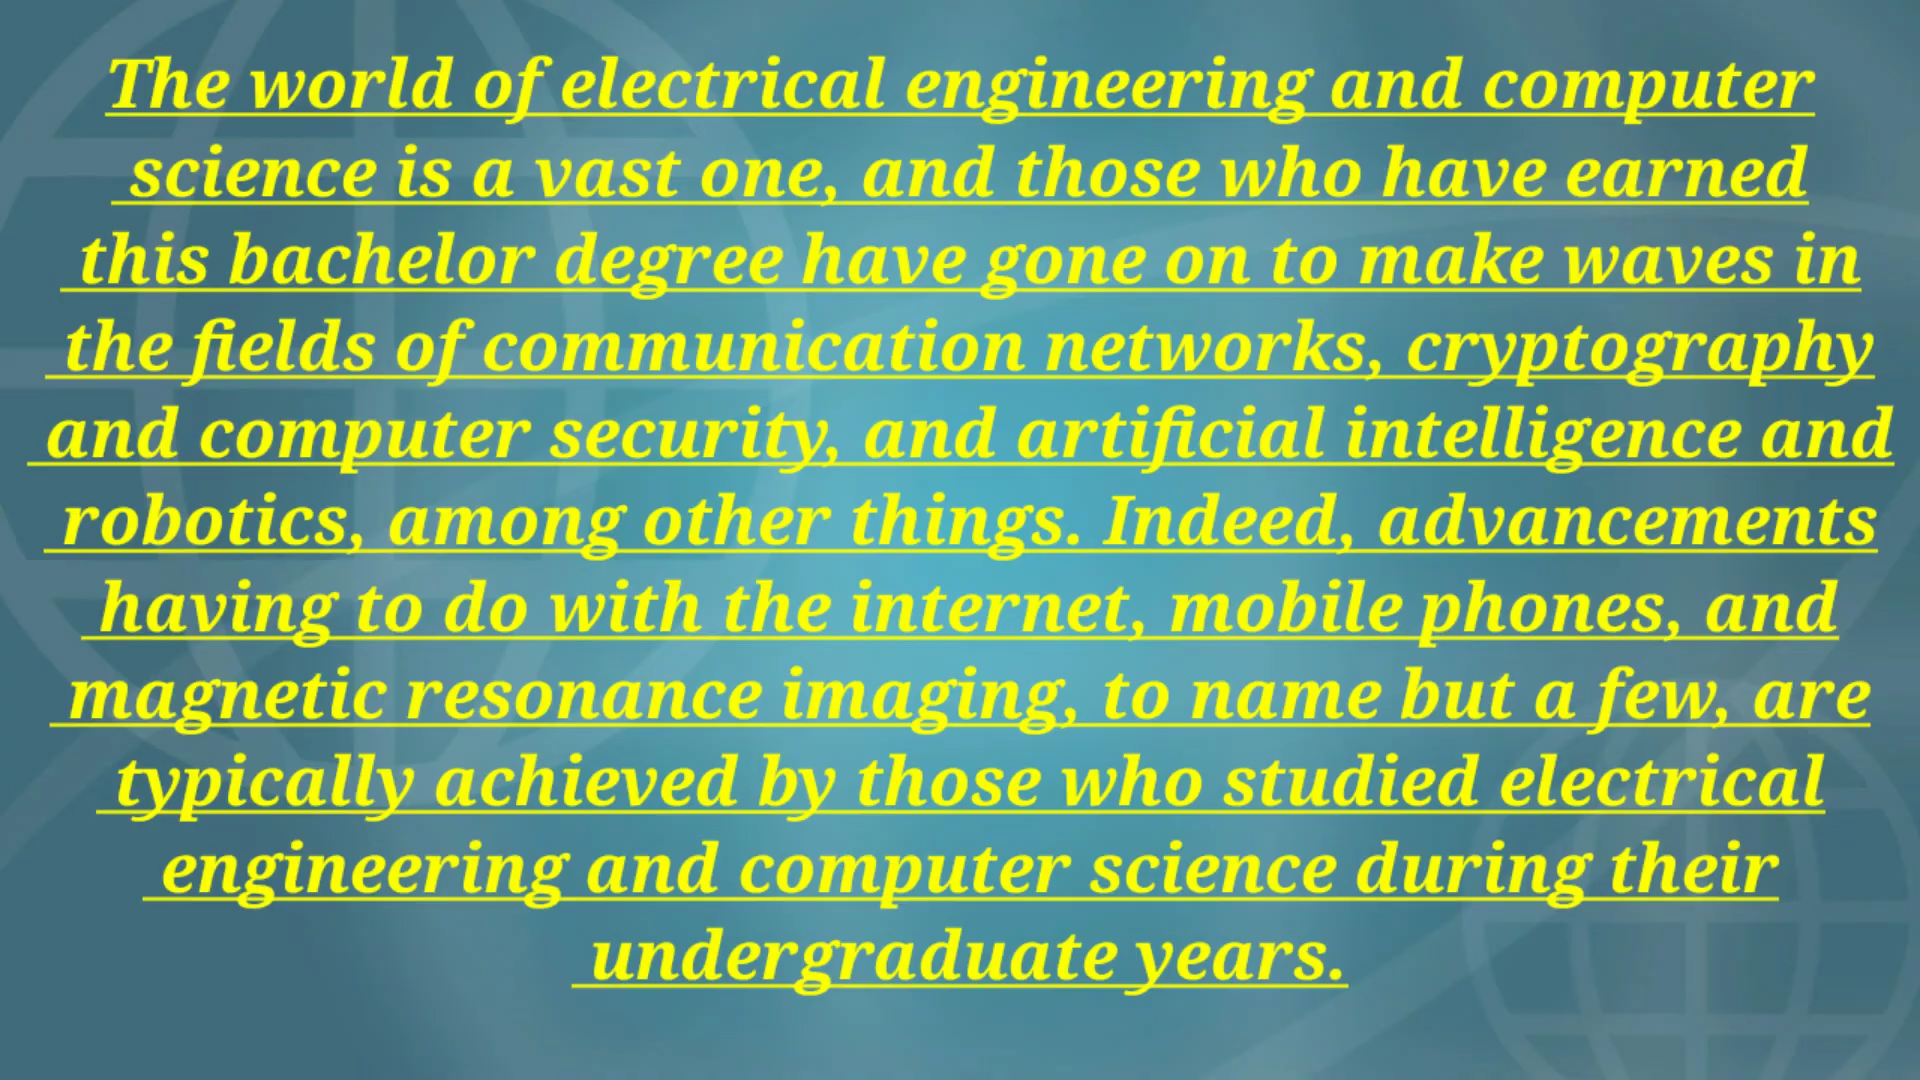 The world of electrical engineering and computer
science is a vast one, and those who have earned
this bachelor degree have gone on to make waves in
the fields of communication networks, cryptography
and computer security, and artificial intelligence and
robotics, among other things. Indeed, advancements
having to do with the internet, mobile phones, and
magnetic resonance imaging, to name but a few, are
typically achieved by those who studied electrical
engineering and computer science during their
undergraduate years.